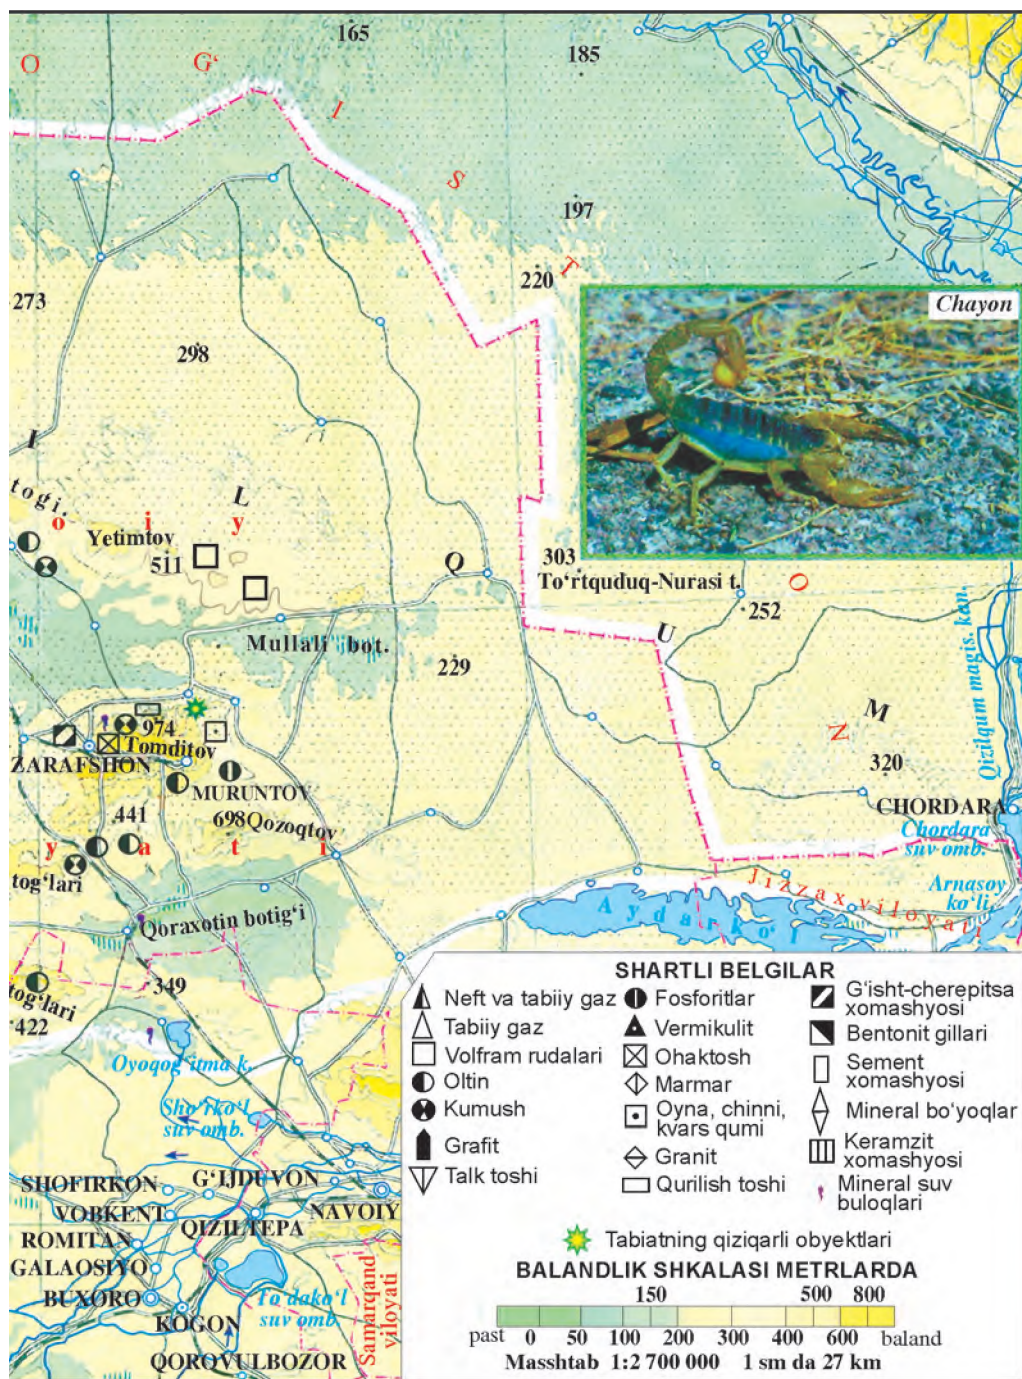 165
O G‘ I S T O N
185
197
220
Chayon
273
298
I L Q U M
togi.
o i y
Yetimtov
511
303
To‘rtquduq-Nurasi t.
252
Mullali bot.
229
Qizilqum magis. kan.
974
Tomditov
ZARAFSHON
MURUNTOV
320
CHORDARA
441
698 Qozoqtov
Chordara
suv omb.
y a t i
tog‘lari
Jizzax viloyati
Arnasoy
ko‘li
Aydarko‘l
Qoraxotin botig‘i
tog‘lari
349
422
Oyoqog‘itma k.
Sho‘rko‘l
suv omb.
SHOFIRKON
G‘IJDUVON
VOBKENT
NAVOIY
QIZILTEPA
ROMITAN
GALAOSIYO
BUXORO
KOGON
To‘dako‘l
suv omb.
Samarqand
viloyati
QOROVULBOZOR
SHARTLI BELGILAR
Neft va tabiiy gaz
Tabiiy gaz
Volfram rudalari
Oltin
Kumush
Grafit
Talk toshi
Fosforitlar
Vermikulit
Ohaktosh
Marmar
Oyna, chinni,
kvars qumi
Granit
Qurilish toshi
G‘isht-cherepitsa
xomashyosi
Bentonit gillari
Sement
xomashyosi
Mineral bo‘yoqlar
Keramzit
xomashyosi
Mineral suv
buloqlari
Tabiatning qiziqarli obyektlari
BALANDLIK SHKALASI METRLARDA
150 500 800
past 0 50 100 200 300 400 600 baland
Masshtab 1:2 700 000 1 sm da 27 km